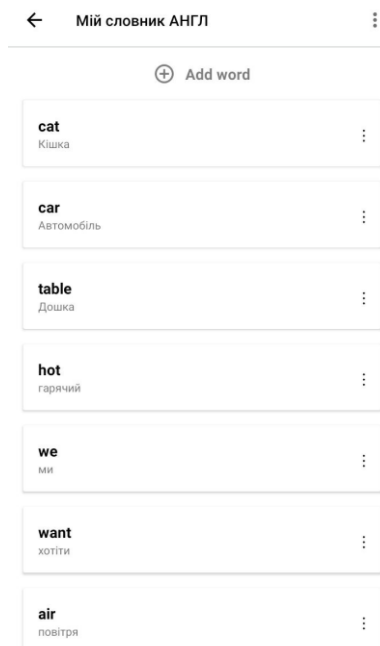 Мій словник АНГЛ
Add word
cat
Кішка
car
Автомобіль
table
Дошка
hot
гарячий
we
ми
want
хотіти
air
повітря